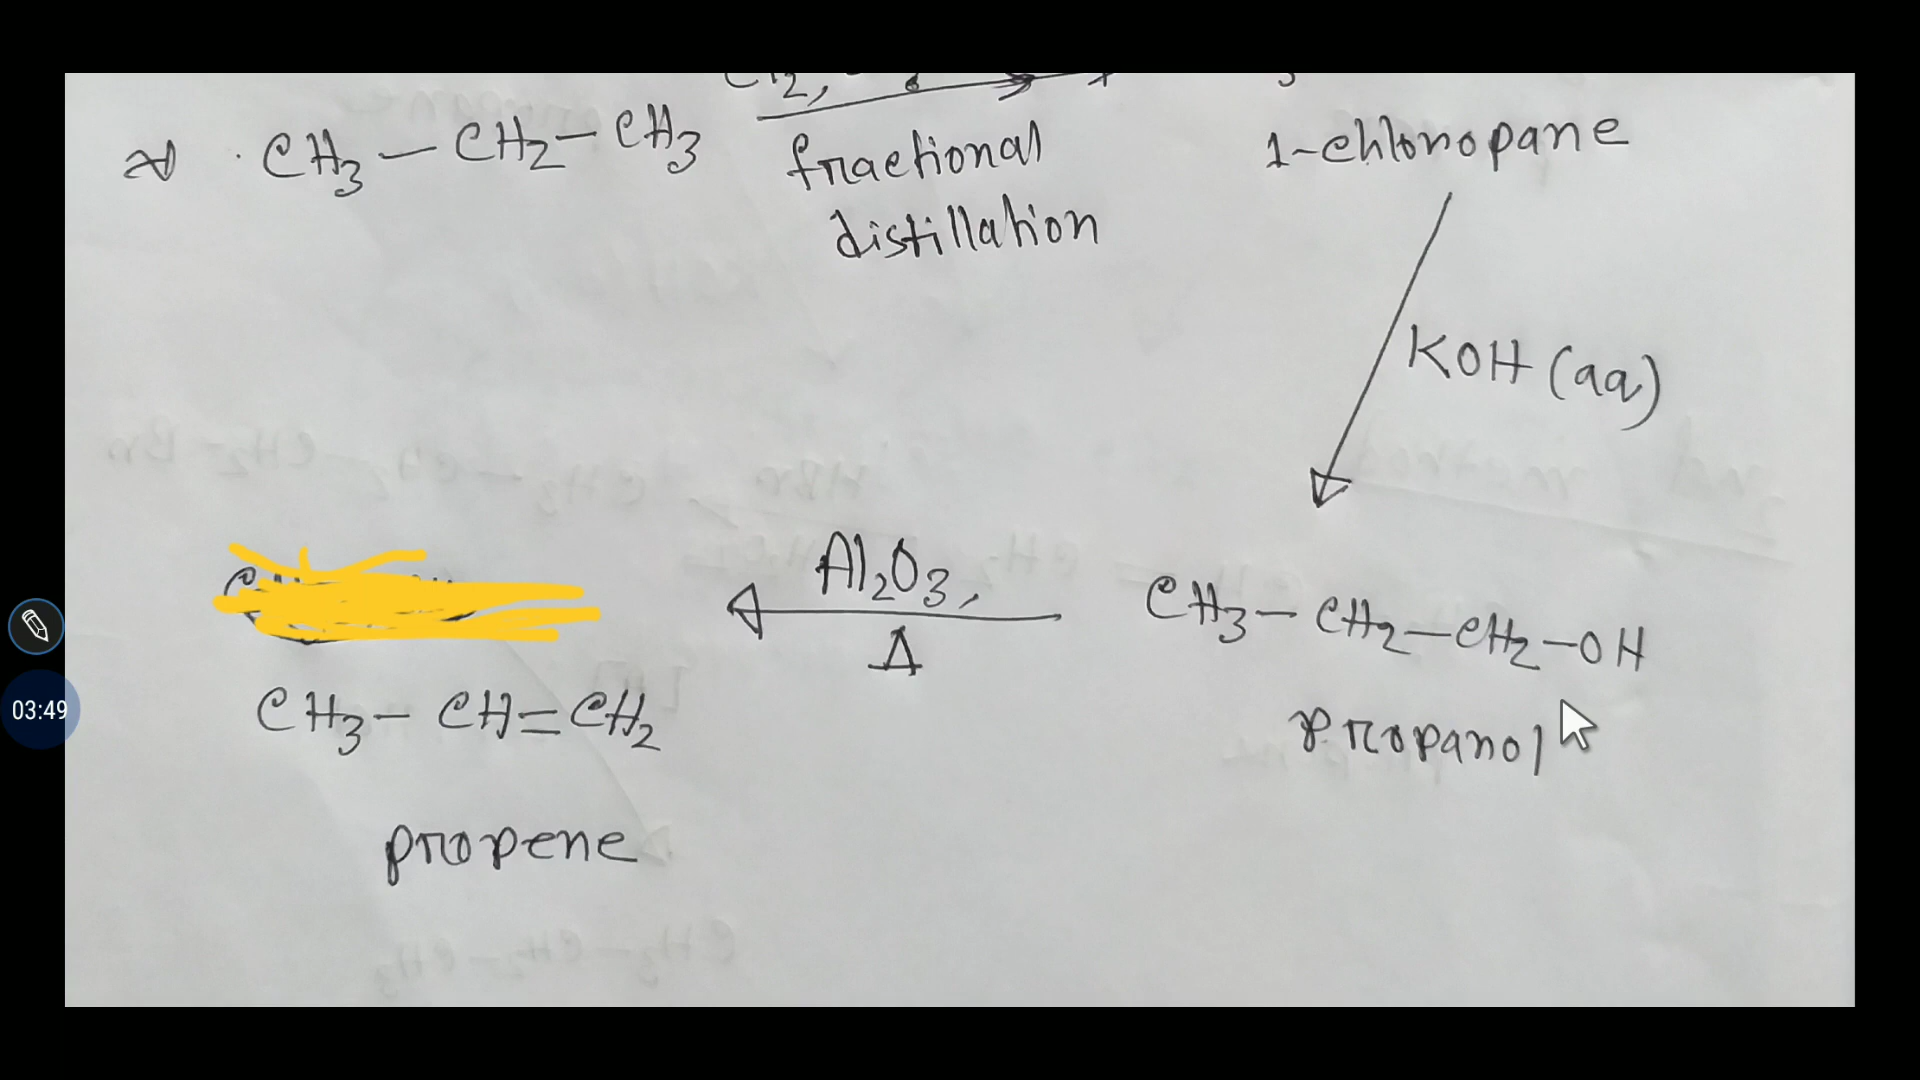 CH₃ — CH₂ — CH₃
fractional
distillation
1-chloropane
KOH (aq)
Al₂O₃,
Δ
CH₃ — CH₂ — CH₂ — OH
propanol
CH₃ — CH = CH₂
propene
03:49